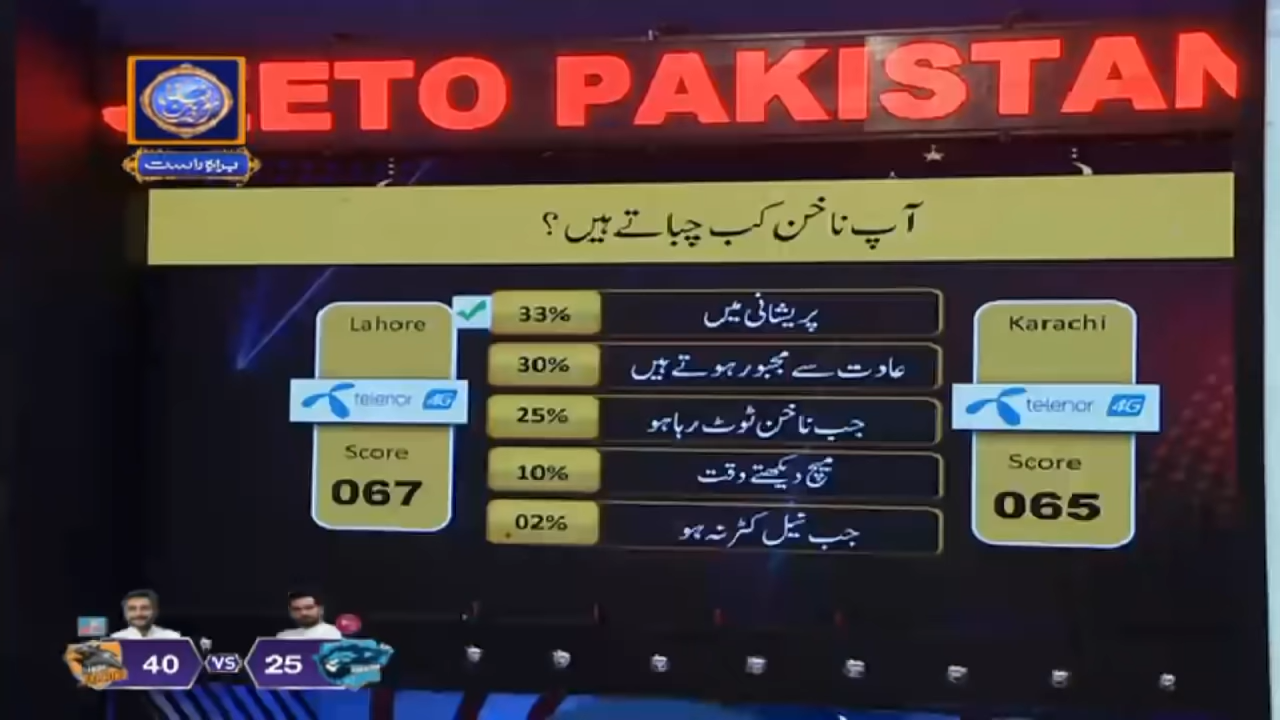 JEETO PAKISTAN
براہ راست
آپ ناخن کب چباتے ہیں ؟
Lahore
telenor 4G
Score
067
33% پریشانی میں
30% عادت سے مجبور ہوتے ہیں
25% جب ناخن ٹوٹ رہا ہو
10% میچ دیکھتے وقت
02% جب نیل کٹر نہ ہو
Karachi
telenor 4G
Score
065
40 VS 25